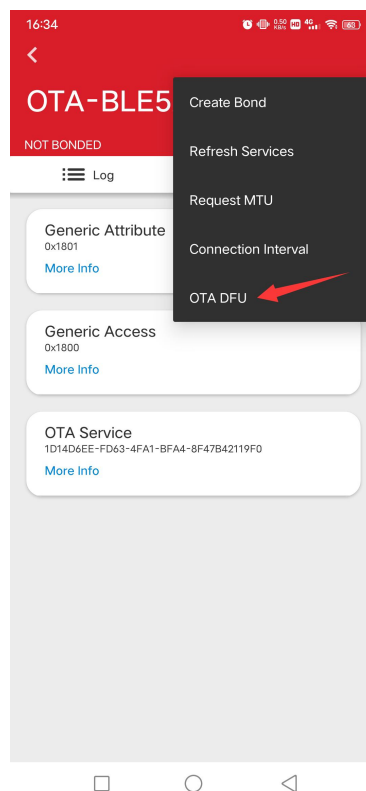 16:34
0.50
KB/s
HD
4G
60
OTA-BLE5
NOT BONDED
Create Bond
Refresh Services
Request MTU
Connection Interval
OTA DFU
Log
Generic Attribute
0x1801
More Info
Generic Access
0x1800
More Info
OTA Service
1D14D6EE-FD63-4FA1-BFA4-8F47B42119F0
More Info